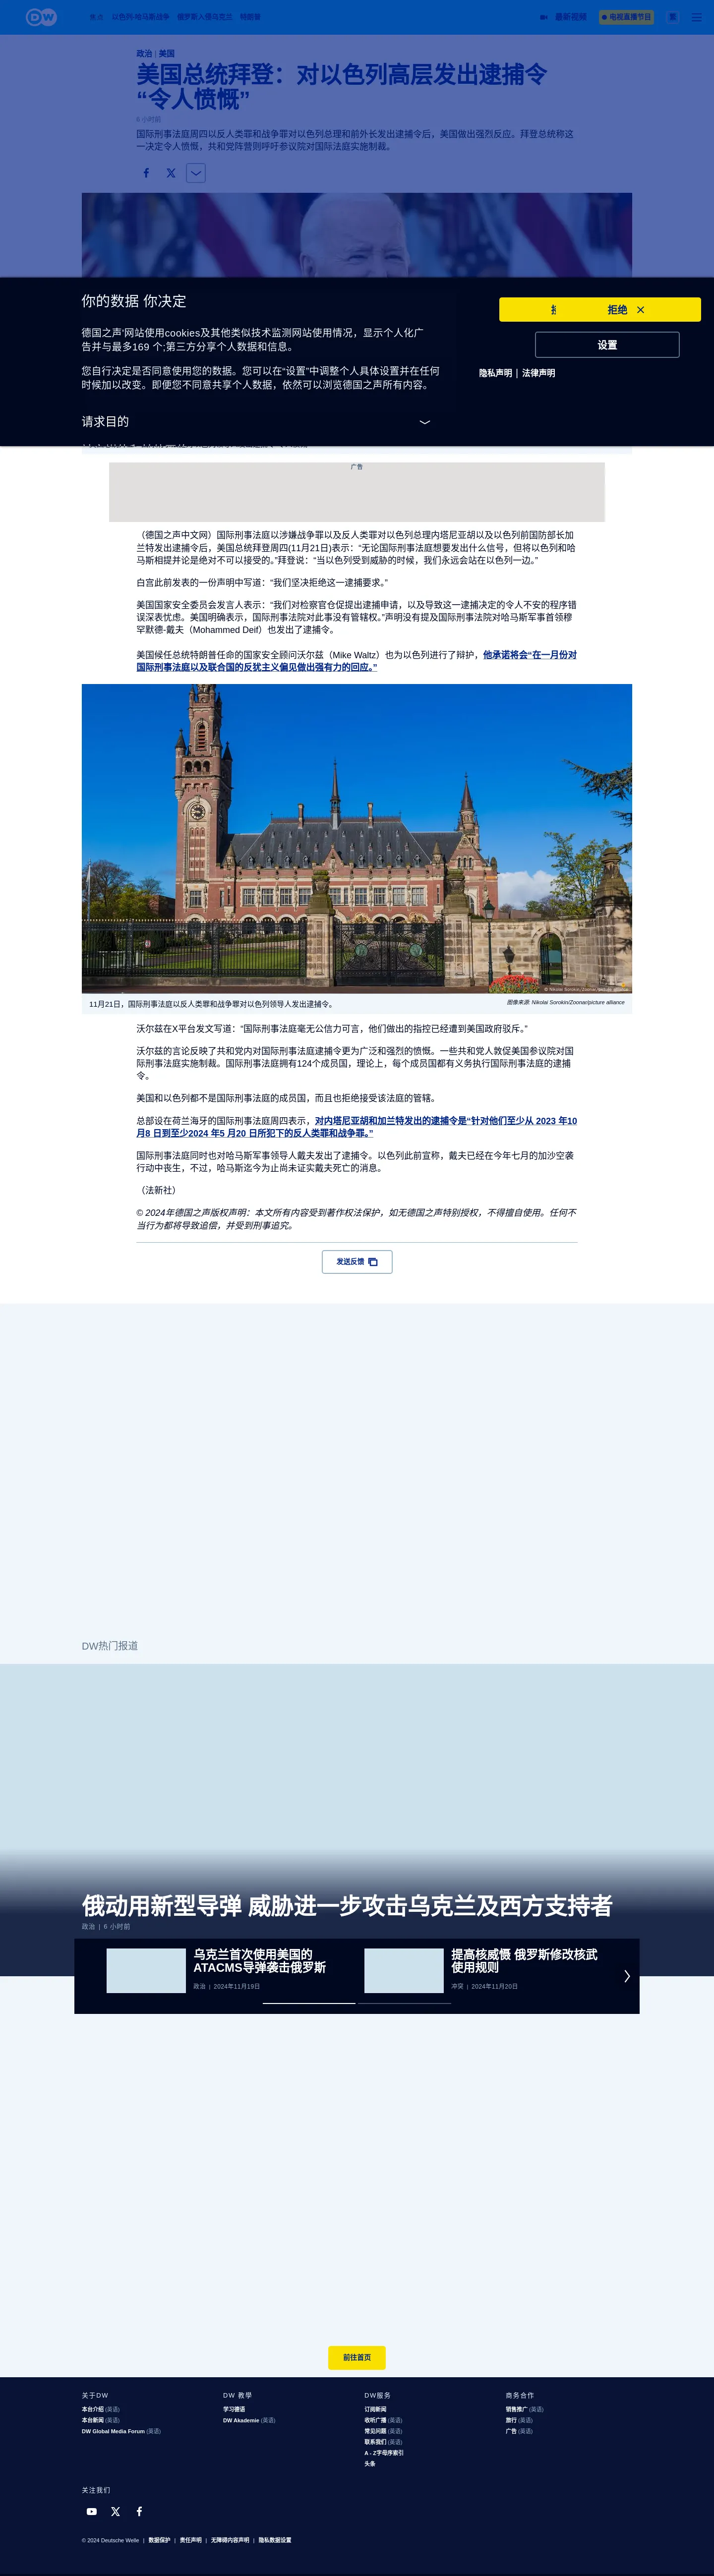 DW
焦点 以色列-哈马斯战争 俄罗斯入侵乌克兰 特朗普
最新视频
电视直播节目
繁
政治 | 美国
美国总统拜登：对以色列高层发出逮捕令
“令人愤慨”
6 小时前
国际刑事法庭周四以反人类罪和战争罪对以色列总理和前外长发出逮捕令后，美国做出强烈反应。拜登总统称这
一决定令人愤慨，共和党阵营则呼吁参议院对国际法庭实施制裁。
你的数据 你决定
德国之声'网站使用cookies及其他类似技术监测网站使用情况，显示个人化广
告并与最多169 个;第三方分享个人数据和信息。
您自行决定是否同意使用您的数据。您可以在“设置”中调整个人具体设置并在任何
时候加以改变。即便您不同意共享个人数据，依然可以浏览德国之声所有内容。
请求目的
拒绝
设置
隐私声明 | 法律声明
广告
（德国之声中文网）国际刑事法庭以涉嫌战争罪以及反人类罪对以色列总理内塔尼亚胡以及以色列前国防部长加
兰特发出逮捕令后，美国总统拜登周四(11月21日)表示：“无论国际刑事法庭想要发出什么信号，但将以色列和哈
马斯相提并论是绝对不可以接受的。”拜登说：“当以色列受到威胁的时候，我们永远会站在以色列一边。”
白宫此前发表的一份声明中写道：“我们坚决拒绝这一逮捕要求。”
美国国家安全委员会发言人表示：“我们对检察官仓促提出逮捕申请，以及导致这一逮捕决定的令人不安的程序错
误深表忧虑。美国明确表示，国际刑事法院对此事没有管辖权。”声明没有提及国际刑事法院对哈马斯军事首领穆
罕默德-戴夫（Mohammed Deif）也发出了逮捕令。
美国候任总统特朗普任命的国家安全顾问沃尔兹（Mike Waltz）也为以色列进行了辩护，他承诺将会“在一月份对
国际刑事法庭以及联合国的反犹主义偏见做出强有力的回应。”
© Nikolai Sorokin/Zoonar/picture alliance
11月21日，国际刑事法庭以反人类罪和战争罪对以色列领导人发出逮捕令。
图像来源: Nikolai Sorokin/Zoonar/picture alliance
沃尔兹在X平台发文写道：“国际刑事法庭毫无公信力可言，他们做出的指控已经遭到美国政府驳斥。”
沃尔兹的言论反映了共和党内对国际刑事法庭逮捕令更为广泛和强烈的愤慨。一些共和党人敦促美国参议院对国
际刑事法庭实施制裁。国际刑事法庭拥有124个成员国，理论上，每个成员国都有义务执行国际刑事法庭的逮捕
令。
美国和以色列都不是国际刑事法庭的成员国，而且也拒绝接受该法庭的管辖。
总部设在荷兰海牙的国际刑事法庭周四表示，对内塔尼亚胡和加兰特发出的逮捕令是“针对他们至少从 2023 年10
月8 日到至少2024 年5 月20 日所犯下的反人类罪和战争罪。”
国际刑事法庭同时也对哈马斯军事领导人戴夫发出了逮捕令。以色列此前宣称，戴夫已经在今年七月的加沙空袭
行动中丧生，不过，哈马斯迄今为止尚未证实戴夫死亡的消息。
（法新社）
© 2024年德国之声版权声明：本文所有内容受到著作权法保护，如无德国之声特别授权，不得擅自使用。任何不
当行为都将导致追偿，并受到刑事追究。
发送反馈
DW热门报道
俄动用新型导弹 威胁进一步攻击乌克兰及西方支持者
政治 | 6 小时前
乌克兰首次使用美国的
ATACMS导弹袭击俄罗斯
政治 | 2024年11月19日
提高核威慑 俄罗斯修改核武
使用规则
冲突 | 2024年11月20日
前往首页
关于DW
本台介绍 (英语)
本台新闻 (英语)
DW Global Media Forum (英语)
DW 教學
学习德语
DW Akademie (英语)
DW服务
订阅新闻
收听广播 (英语)
常见问题 (英语)
联系我们 (英语)
A - Z字母序索引
头条
商务合作
销售推广 (英语)
旅行 (英语)
广告 (英语)
关注我们
© 2024 Deutsche Welle | 数据保护 | 责任声明 | 无障碍内容声明 | 隐私数据设置